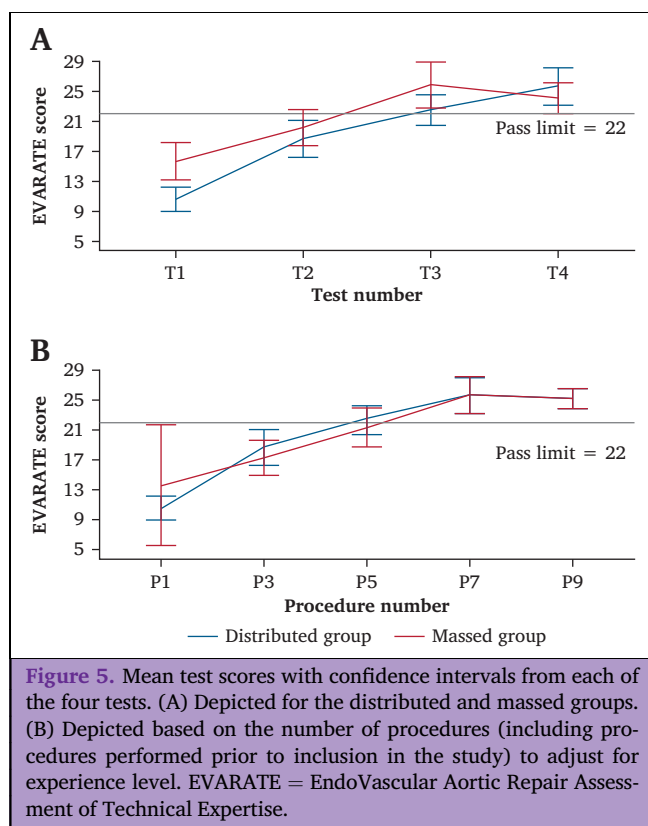 A
29
25
21
17
13
9
5
EVARATE score
Pass limit = 22
T1 T2 T3 T4
Test number
B
29
25
21
17
13
9
5
EVARATE score
Pass limit = 22
P1 P3 P5 P7 P9
Procedure number
Distributed group Massed group
Figure 5. Mean test scores with confidence intervals from each of
the four tests. (A) Depicted for the distributed and massed groups.
(B) Depicted based on the number of procedures (including pro-
cedures performed prior to inclusion in the study) to adjust for
experience level. EVARATE = EndoVascular Aortic Repair Assess-
ment of Technical Expertise.